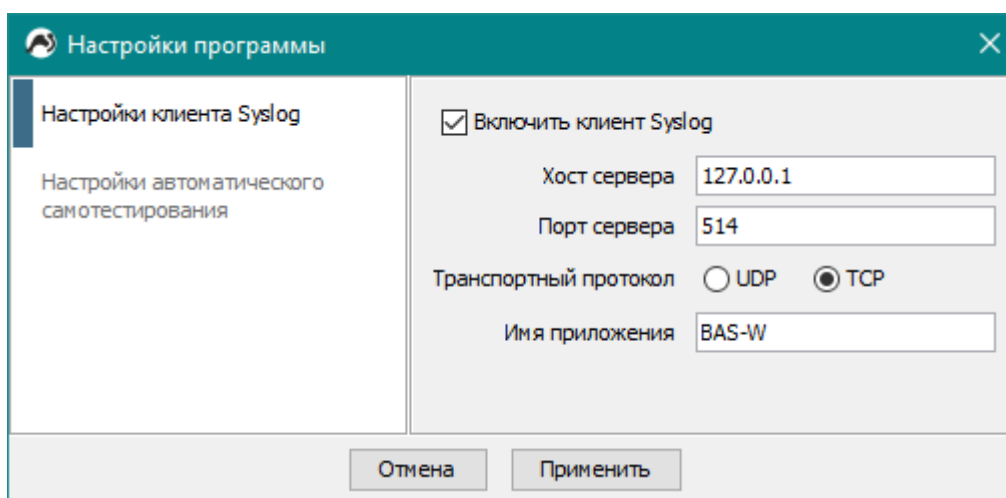 Настройки программы
Настройки клиента Syslog
Настройки автоматического
самотестирования
Включить клиент Syslog
Хост сервера 127.0.0.1
Порт сервера 514
Транспортный протокол UDP TCP
Имя приложения BAS-W
Отмена Применить